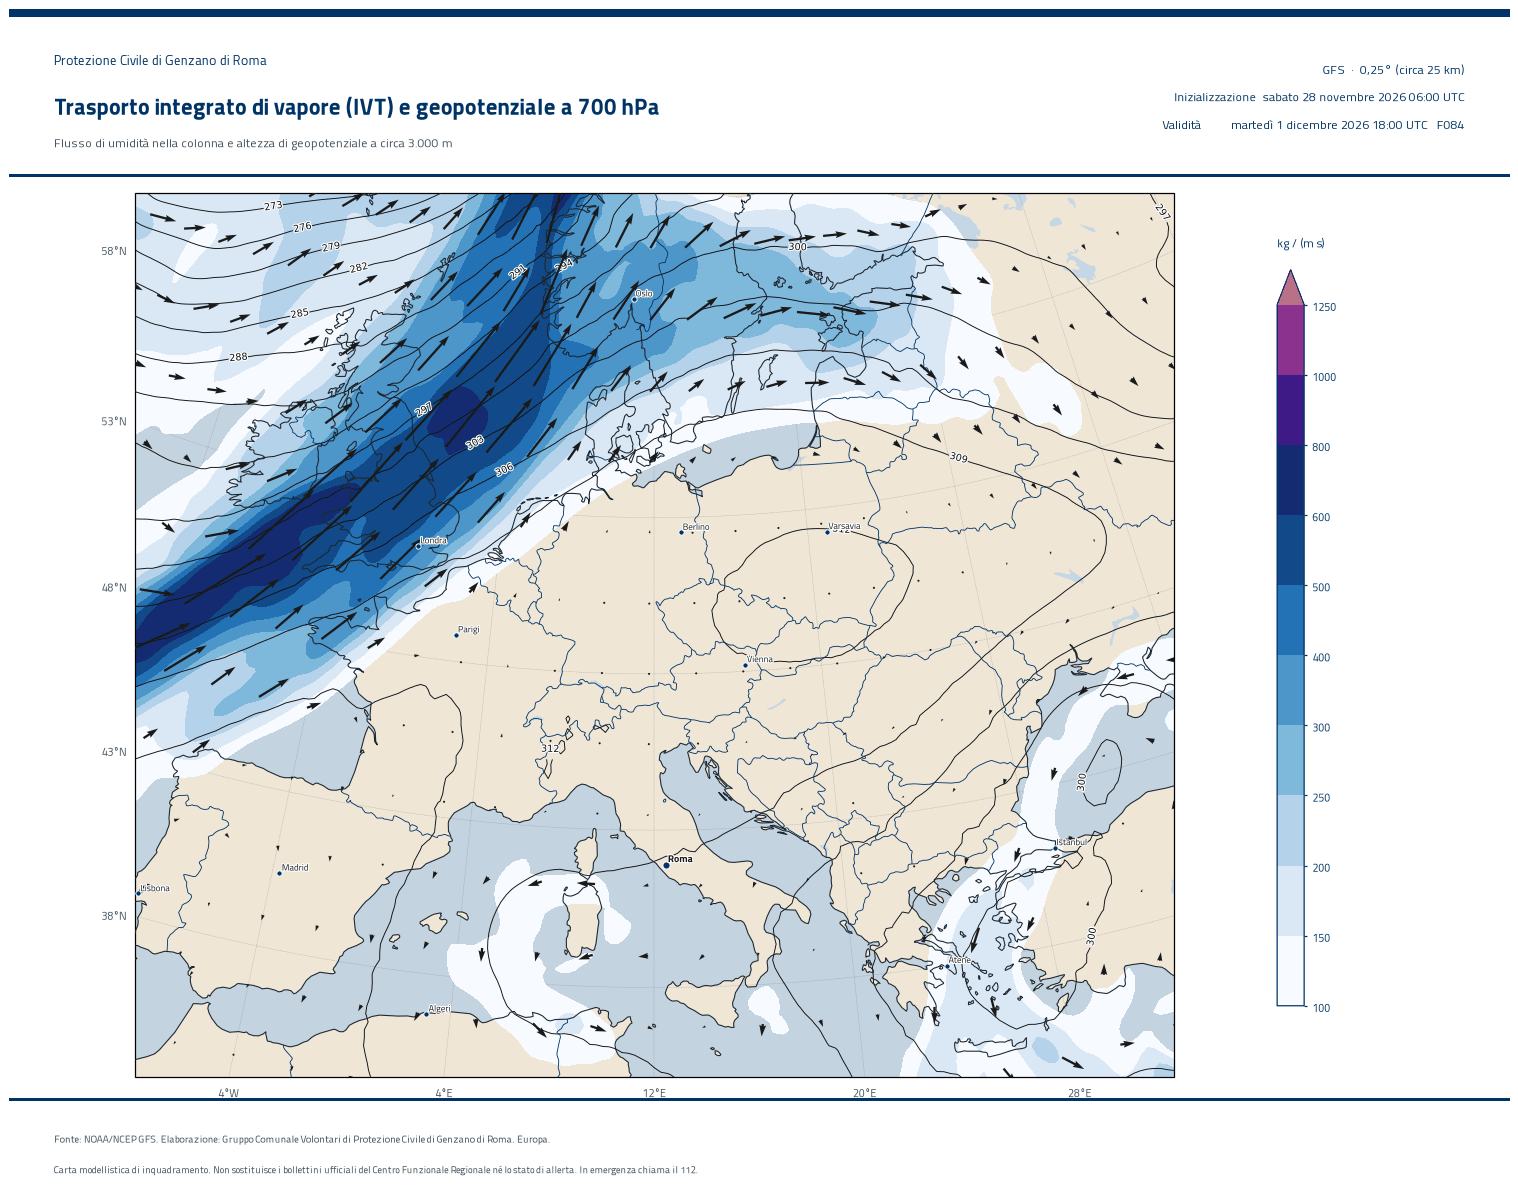 Protezione Civile di Genzano di Roma
Trasporto integrato di vapore (IVT) e geopotenziale a 700 hPa
Flusso di umidità nella colonna e altezza di geopotenziale a circa 3.000 m
GFS · 0,25° (circa 25 km)
Inizializzazione sabato 28 novembre 2026 06:00 UTC
Validità martedì 1 dicembre 2026 18:00 UTC F084
kg / (m s)
1250
1000
800
600
500
400
300
250
200
150
100
58°N
53°N
48°N
43°N
38°N
4°W
4°E
12°E
20°E
28°E
273
276
279
282
285
288
291
294
297
303
306
300
297
309
312
312
300
300
Oslo
Londra
Berlino
Varsavia
Parigi
Vienna
Madrid
Lisbona
Roma
Istanbul
Atene
Algeri
Fonte: NOAA/NCEP GFS. Elaborazione: Gruppo Comunale Volontari di Protezione Civile di Genzano di Roma. Europa.
Carta modellistica di inquadramento. Non sostituisce i bollettini ufficiali del Centro Funzionale Regionale né lo stato di allerta. In emergenza chiama il 112.